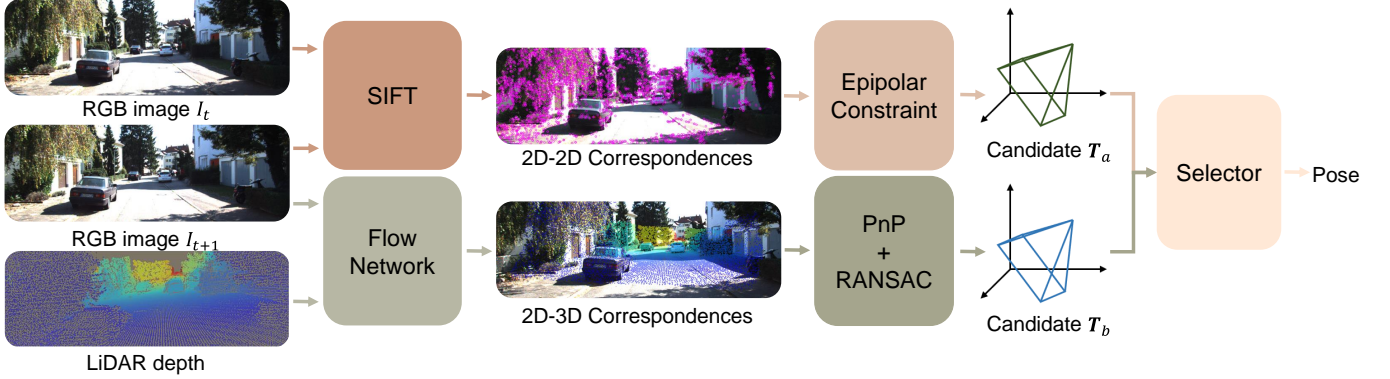 RGB image I_t
RGB image I_{t+1}
LiDAR depth
SIFT
Flow
Network
2D-2D Correspondences
2D-3D Correspondences
Epipolar
Constraint
PnP
+
RANSAC
Candidate T_a
Candidate T_b
Selector
Pose